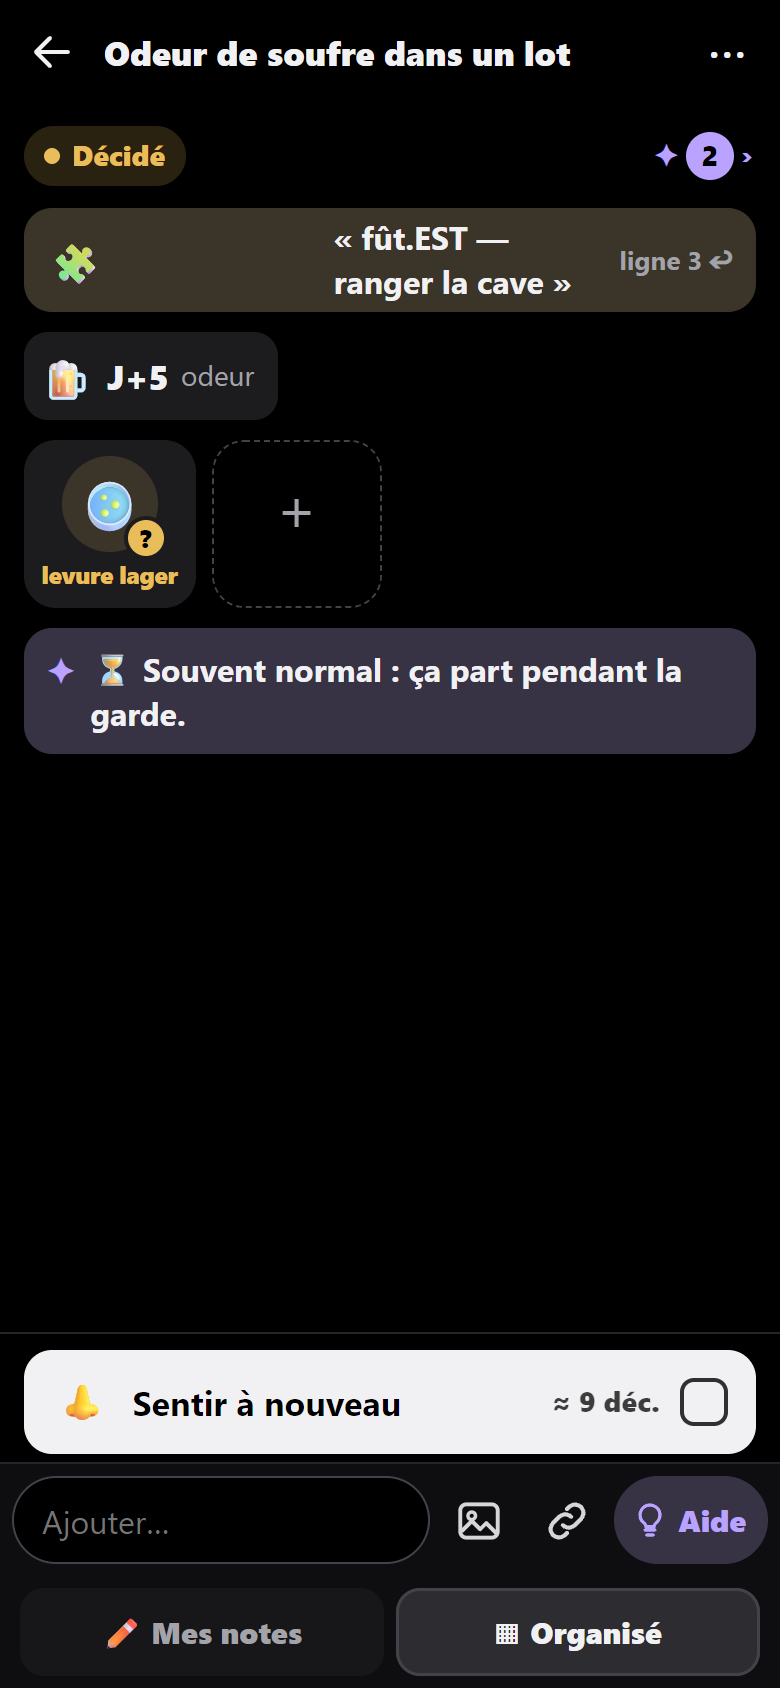 Odeur de soufre dans un lot
Décidé
2
« fût.EST —
ranger la cave »
ligne 3
J+5 odeur
?
levure lager
+
Souvent normal : ça part pendant la
garde.
Sentir à nouveau
≈ 9 déc.
Ajouter...
Aide
Mes notes
Organisé